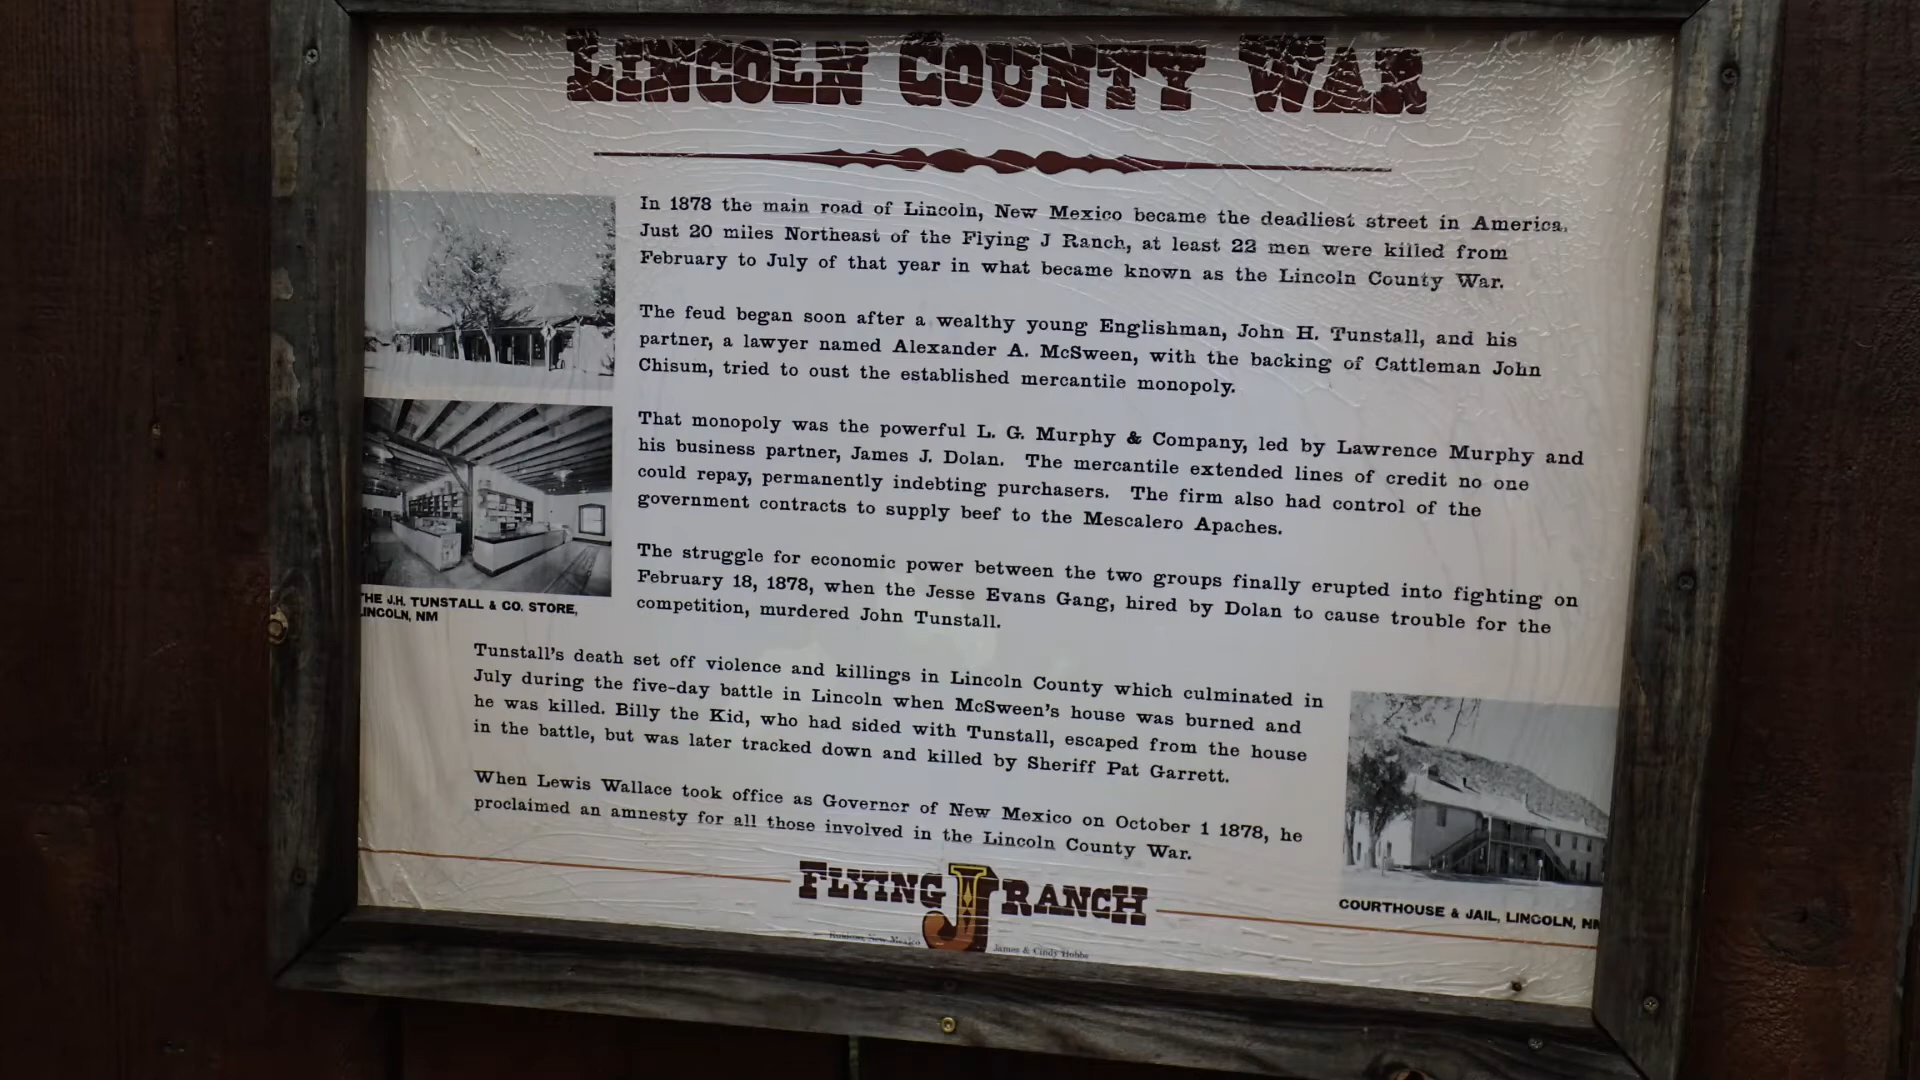 LINCOLN COUNTY WAR
In 1878 the main road of Lincoln, New Mexico became the deadliest street in America.
Just 20 miles Northeast of the Flying J Ranch, at least 22 men were killed from
February to July of that year in what became known as the Lincoln County War.
The feud began soon after a wealthy young Englishman, John H. Tunstall, and his
partner, a lawyer named Alexander A. McSween, with the backing of Cattleman John
Chisum, tried to oust the established mercantile monopoly.
That monopoly was the powerful L. G. Murphy & Company, led by Lawrence Murphy and
his business partner, James J. Dolan. The mercantile extended lines of credit no one
could repay, permanently indebting purchasers. The firm also had control of the
government contracts to supply beef to the Mescalero Apaches.
The struggle for economic power between the two groups finally erupted into fighting on
February 18, 1878, when the Jesse Evans Gang, hired by Dolan to cause trouble for the
competition, murdered John Tunstall.
THE J.H. TUNSTALL & CO. STORE,
LINCOLN, NM
Tunstall's death set off violence and killings in Lincoln County which culminated in
July during the five-day battle in Lincoln when McSween's house was burned and
he was killed. Billy the Kid, who had sided with Tunstall, escaped from the house
in the battle, but was later tracked down and killed by Sheriff Pat Garrett.
When Lewis Wallace took office as Governor of New Mexico on October 1 1878, he
proclaimed an amnesty for all those involved in the Lincoln County War.
COURTHOUSE & JAIL, LINCOLN, NM
FLYING J RANCH
Ruidoso, New Mexico
James & Cindy Hobbs